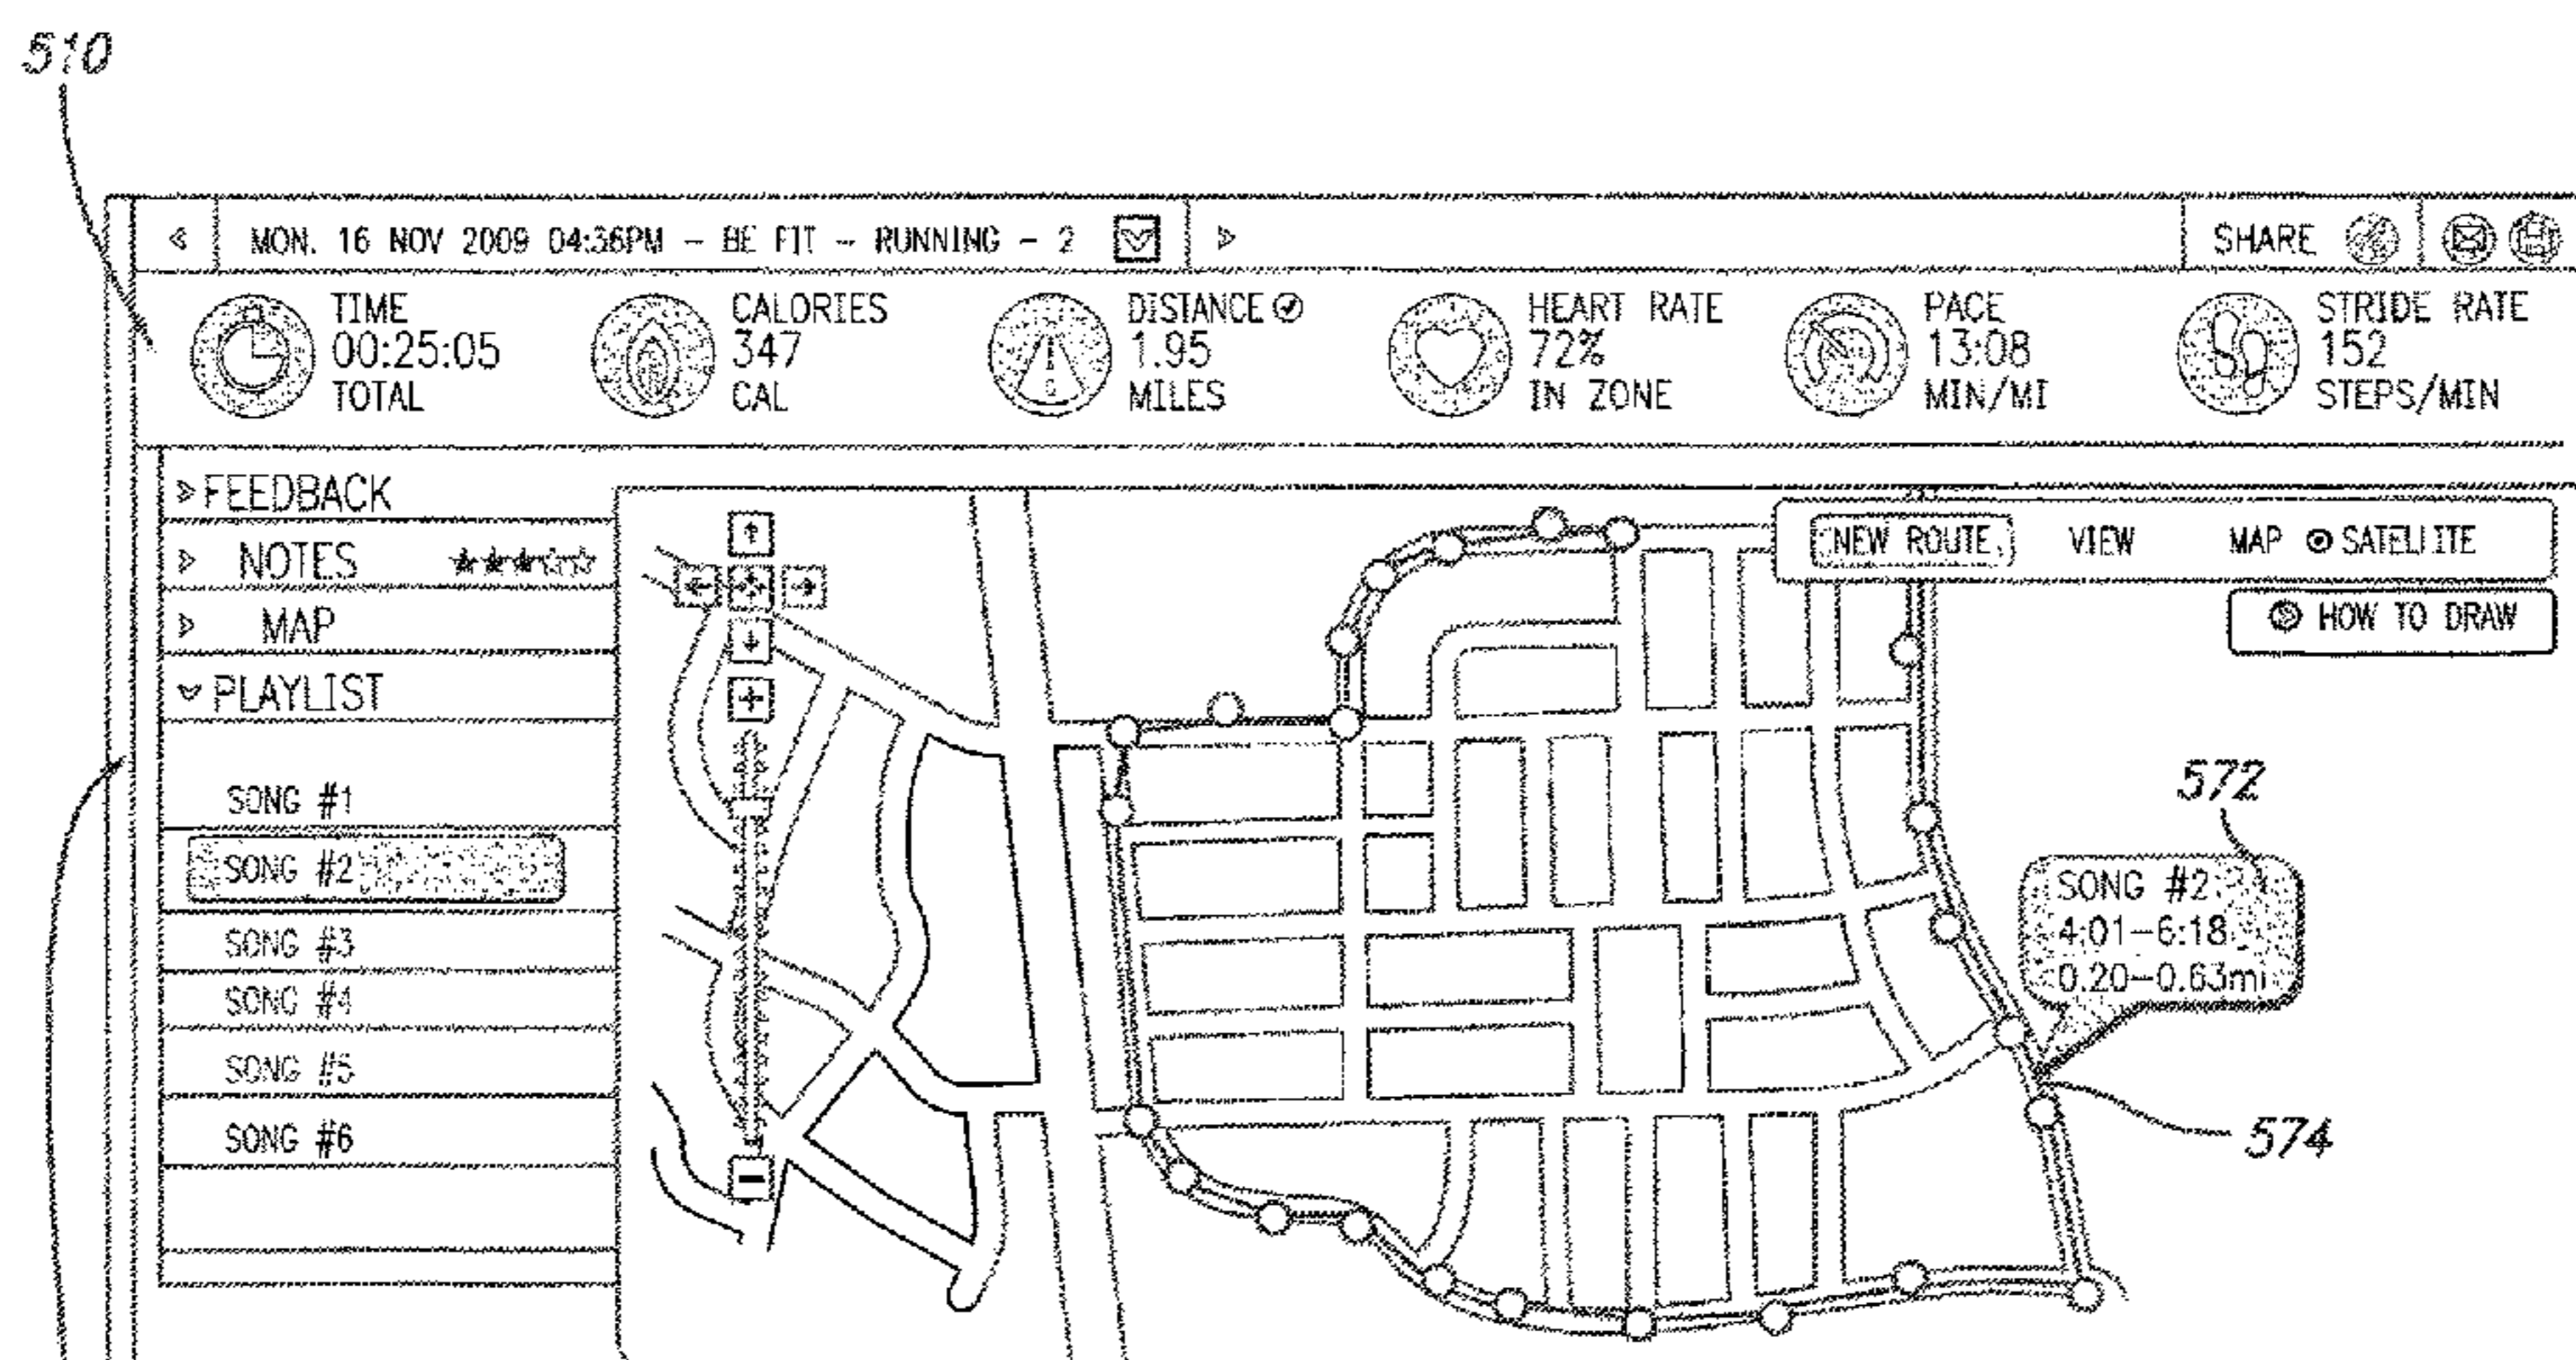 510
MON. 16 NOV 2009 04:36PM – BE FIT – RUNNING – 2
SHARE
TIME
00:25:05
TOTAL
CALORIES
347
CAL
DISTANCE
1.95
MILES
HEART RATE
72%
IN ZONE
PACE
13:08
MIN/MI
STRIDE RATE
152
STEPS/MIN
FEEDBACK
NOTES
MAP
PLAYLIST
SONG #1
SONG #2
SONG #3
SONG #4
SONG #5
SONG #6
NEW ROUTE
VIEW
MAP
SATELLITE
HOW TO DRAW
572
SONG #2
4:01–6:18
0.20–0.63mi
574